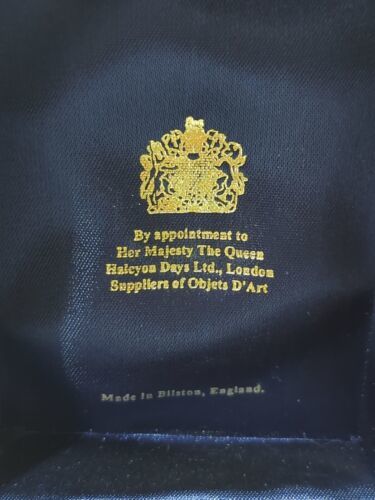 By appointment to
Her Majesty The Queen
Halcyon Days Ltd., London
Suppliers of Objets D'Art
Made in Bilston, England.